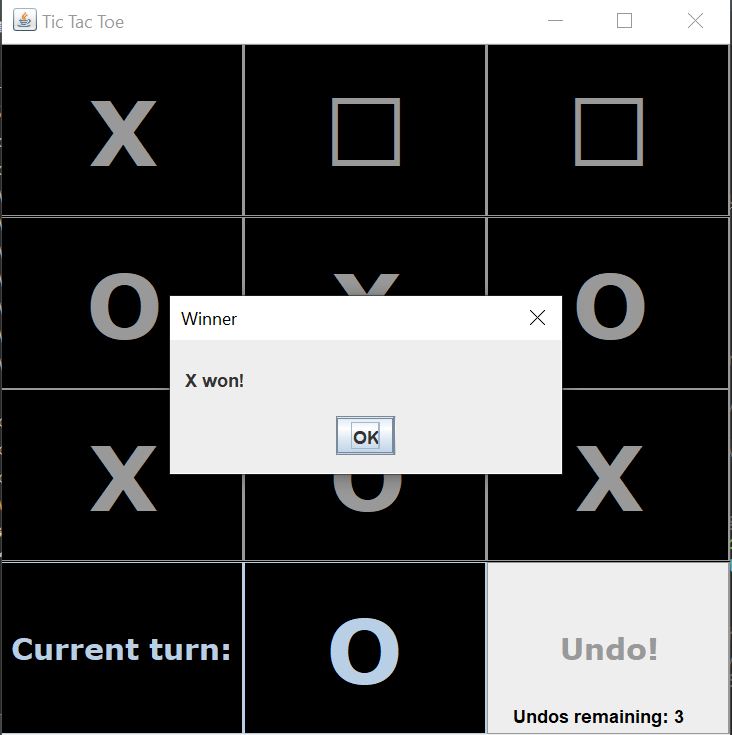 Tic Tac Toe
X □ □
O X O
Winner
X won!
OK
X O X
Current turn: O Undo!
Undos remaining: 3